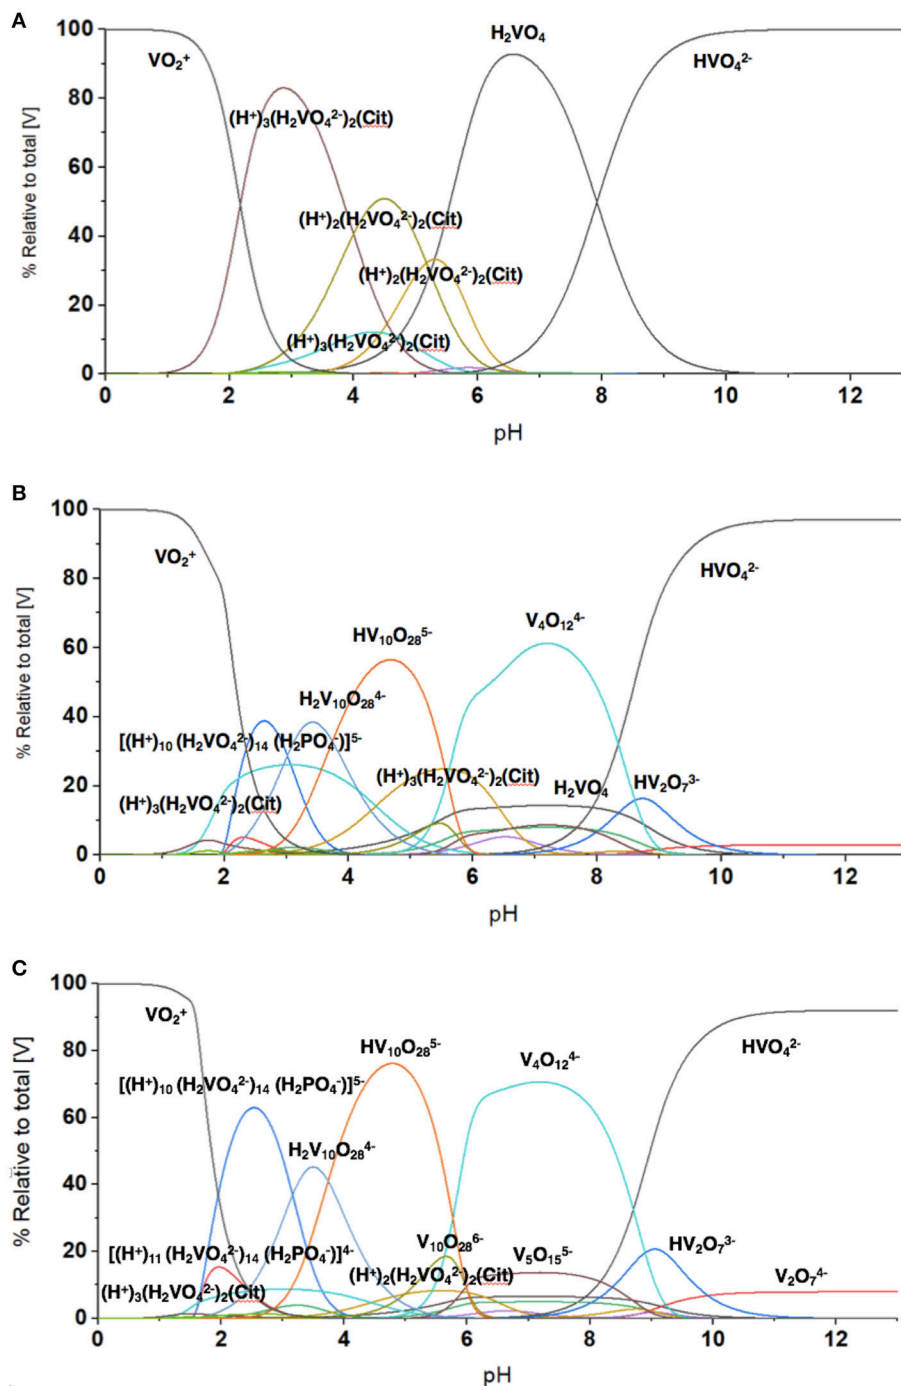 A
100
80
60
40
20
0
% Relative to total [V]
VO₂⁺
(H⁺)₃(H₂VO₄²⁻)₂(Cit)
(H⁺)₂(H₂VO₄²⁻)₂(Cit)
(H⁺)₂(H₂VO₄²⁻)₂(Cit)
(H⁺)₃(H₂VO₄²⁻)₂(Cit)
H₂VO₄
HVO₄²⁻
0 2 4 6 8 10 12
pH
B
100
80
60
40
20
0
% Relative to total [V]
VO₂⁺
HVO₄²⁻
HV₁₀O₂₈⁵⁻
V₄O₁₂⁴⁻
H₂V₁₀O₂₈⁴⁻
[(H⁺)₁₀ (H₂VO₄²⁻)₁₄ (H₂PO₄⁻)]⁵⁻
(H⁺)₃(H₂VO₄²⁻)₂(Cit)
(H⁺)₃(H₂VO₄²⁻)₂(Cit)
H₂VO₄
HV₂O₇³⁻
0 2 4 6 8 10 12
pH
C
100
80
60
40
20
0
% Relative to total [V]
VO₂⁺
HV₁₀O₂₈⁵⁻
V₄O₁₂⁴⁻
HVO₄²⁻
[(H⁺)₁₀ (H₂VO₄²⁻)₁₄ (H₂PO₄⁻)]⁵⁻
H₂V₁₀O₂₈⁴⁻
[(H⁺)₁₁ (H₂VO₄²⁻)₁₄ (H₂PO₄⁻)]⁴⁻
(H⁺)₃(H₂VO₄²⁻)₂(Cit)
V₁₀O₂₈⁶⁻
(H⁺)₂(H₂VO₄²⁻)₂(Cit)
V₅O₁₅⁵⁻
HV₂O₇³⁻
V₂O₇⁴⁻
0 2 4 6 8 10 12
pH